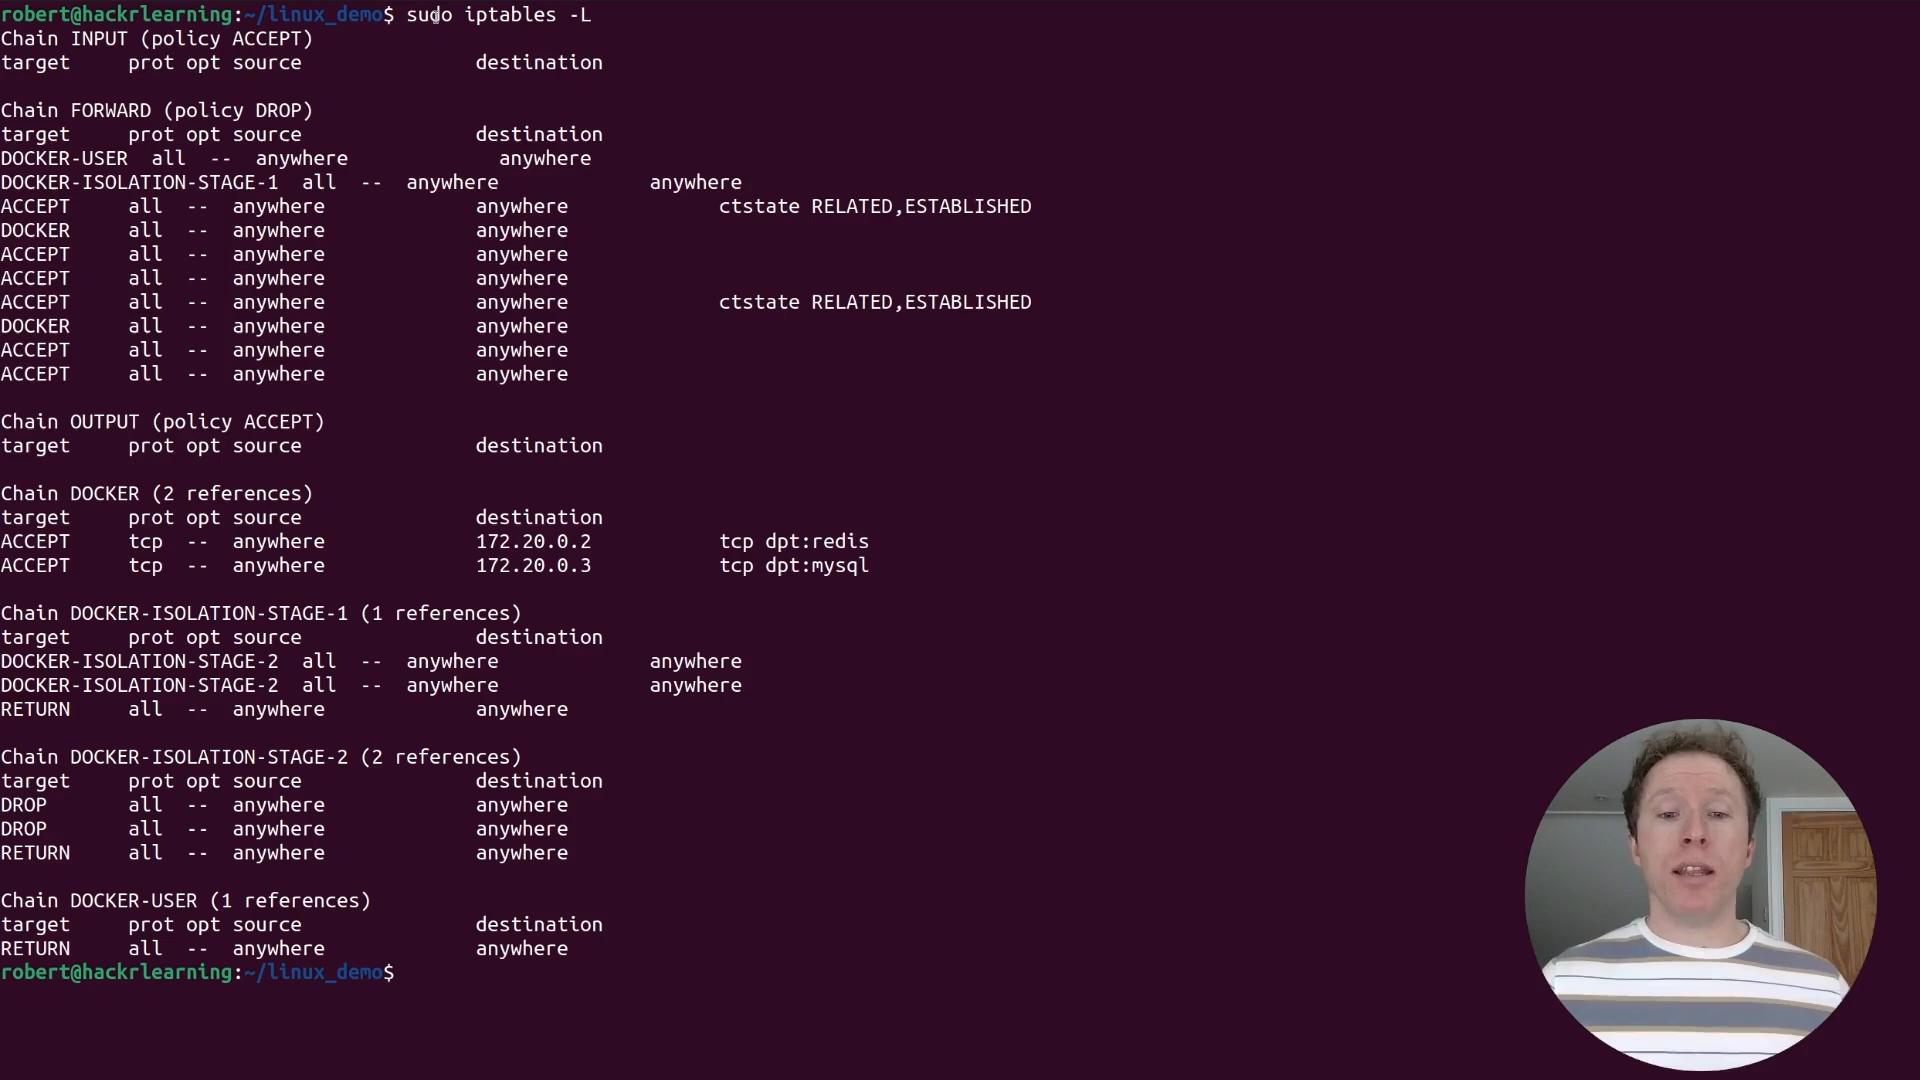 robert@hackrlearning:~/linux_demo$ sudo iptables -L
Chain INPUT (policy ACCEPT)
target     prot opt source               destination
Chain FORWARD (policy DROP)
target     prot opt source               destination
DOCKER-USER  all  --  anywhere             anywhere
DOCKER-ISOLATION-STAGE-1  all  --  anywhere             anywhere
ACCEPT     all  --  anywhere             anywhere             ctstate RELATED,ESTABLISHED
DOCKER     all  --  anywhere             anywhere
ACCEPT     all  --  anywhere             anywhere
ACCEPT     all  --  anywhere             anywhere
ACCEPT     all  --  anywhere             anywhere             ctstate RELATED,ESTABLISHED
DOCKER     all  --  anywhere             anywhere
ACCEPT     all  --  anywhere             anywhere
ACCEPT     all  --  anywhere             anywhere
Chain OUTPUT (policy ACCEPT)
target     prot opt source               destination
Chain DOCKER (2 references)
target     prot opt source               destination
ACCEPT     tcp  --  anywhere             172.20.0.2           tcp dpt:redis
ACCEPT     tcp  --  anywhere             172.20.0.3           tcp dpt:mysql
Chain DOCKER-ISOLATION-STAGE-1 (1 references)
target     prot opt source               destination
DOCKER-ISOLATION-STAGE-2  all  --  anywhere             anywhere
DOCKER-ISOLATION-STAGE-2  all  --  anywhere             anywhere
RETURN     all  --  anywhere             anywhere
Chain DOCKER-ISOLATION-STAGE-2 (2 references)
target     prot opt source               destination
DROP       all  --  anywhere             anywhere
DROP       all  --  anywhere             anywhere
RETURN     all  --  anywhere             anywhere
Chain DOCKER-USER (1 references)
target     prot opt source               destination
RETURN     all  --  anywhere             anywhere
robert@hackrlearning:~/linux_demo$